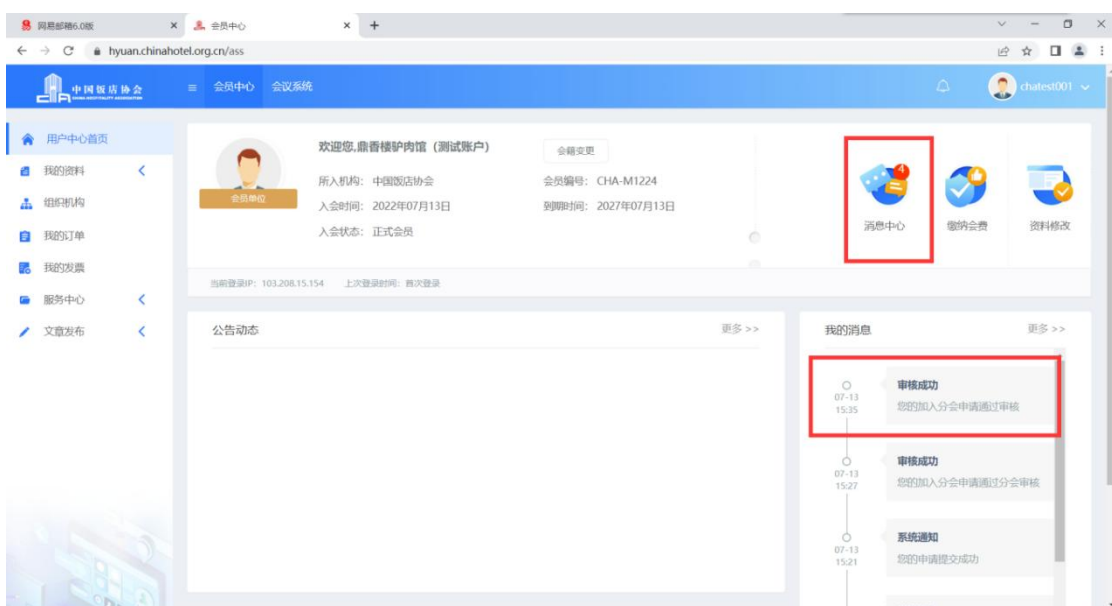 网易邮箱6.0版
会员中心
hyuan.chinahotel.org.cn/ass
中国饭店协会
CHINA HOSPITALITY ASSOCIATION
会员中心 会议系统
chatest001
用户中心首页
我的资料
组织机构
我的订单
我的发票
服务中心
文章发布
会员单位
欢迎您,鼎香楼驴肉馆（测试账户）
会籍变更
所入机构: 中国饭店协会
会员编号: CHA-M1224
入会时间: 2022年07月13日
到期时间: 2027年07月13日
入会状态: 正式会员
4
消息中心
缴纳会费
资料修改
当前登录IP: 103.208.15.154 上次登录时间: 首次登录
公告动态
更多 >>
我的消息
更多 >>
07-13
15:35
审核成功
您的加入分会申请通过审核
07-13
15:27
审核成功
您的加入分会申请通过分会审核
07-13
15:21
系统通知
您的申请提交成功